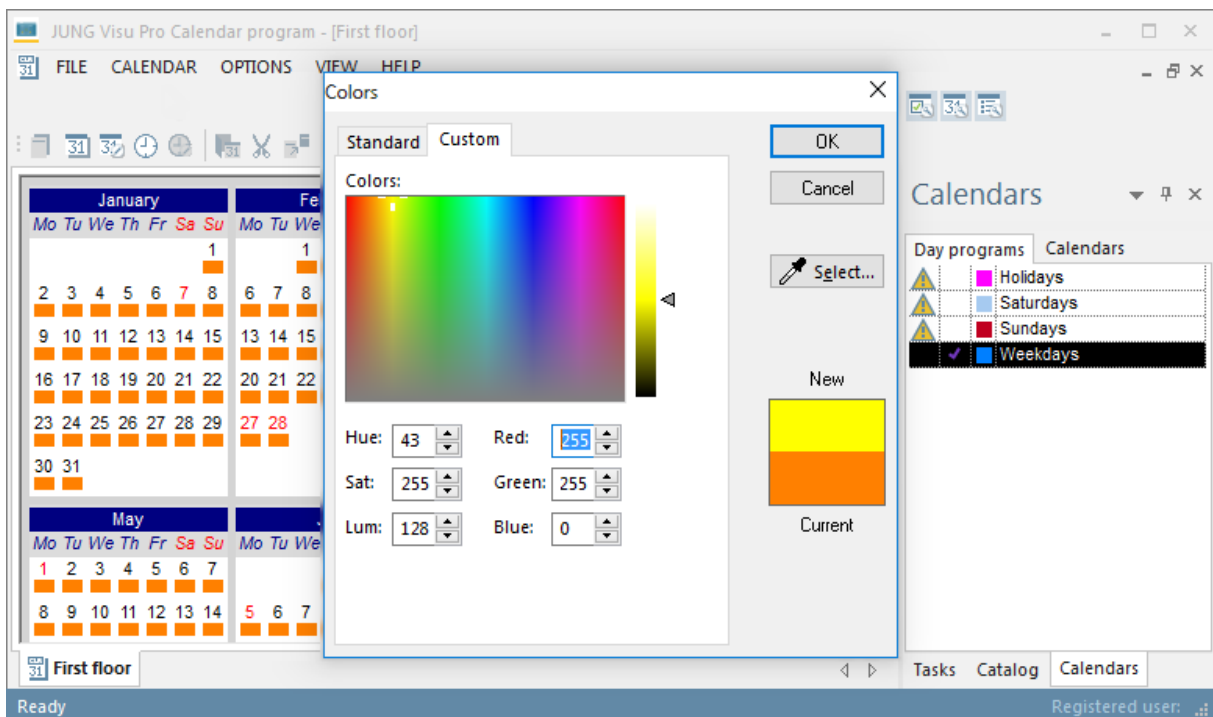 JUNG Visu Pro Calendar program - [First floor]
FILE CALENDAR OPTIONS VIEW HELP
Colors
Standard Custom
Colors:
OK
Cancel
Select...
New
Current
Hue: 43 Red: 255
Sat: 255 Green: 255
Lum: 128 Blue: 0
31 31
January
Mo Tu We Th Fr Sa Su
1
2 3 4 5 6 7 8
9 10 11 12 13 14 15
16 17 18 19 20 21 22
23 24 25 26 27 28 29
30 31
Fe
Mo Tu We
1
6 7 8
13 14 15
20 21 22
27 28
May
Mo Tu We Th Fr Sa Su
1 2 3 4 5 6 7
8 9 10 11 12 13 14
Mo Tu We
5 6 7
Calendars
Day programs Calendars
Holidays
Saturdays
Sundays
Weekdays
31 First floor
Tasks Catalog Calendars
Ready
Registered user: